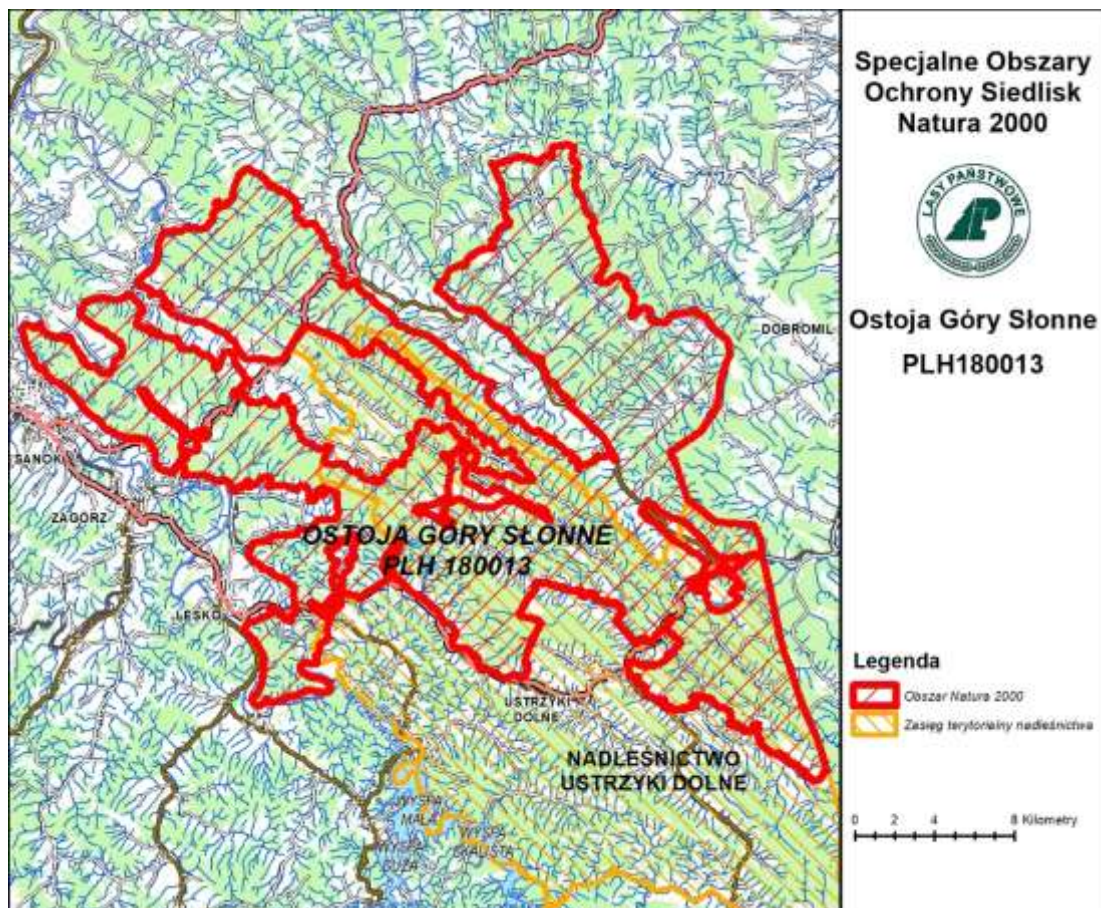 Specjalne Obszary
Ochrony Siedlisk
Natura 2000
LASY PAŃSTWOWE
Ostoja Góry Słonne
PLH180013
DOBROMIL
SANOK
ZAGÓRZ
OSTOJA GÓRY SŁONNE
PLH 180013
LESKO
USTRZYKI
DOLNE
NADLEŚNICTWO
USTRZYKI DOLNE
WYSPA
MAŁA
WYSPA
DUŻA
WYSPA
SKALISTA
Legenda
Obszar Natura 2000
Zasięg terytorialny nadleśnictwa
0 2 4 8 Kilometry